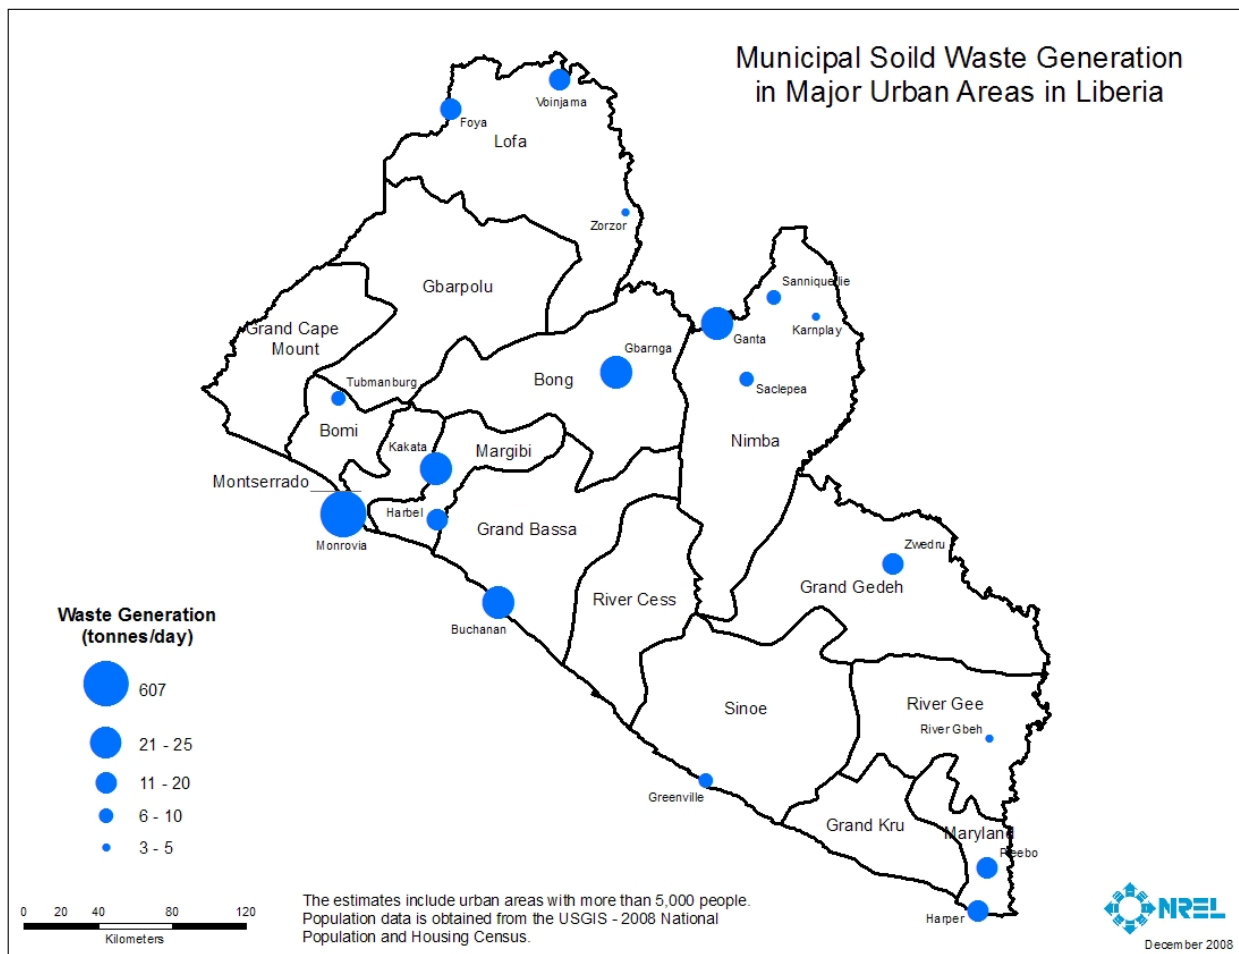 Municipal Soild Waste Generation
in Major Urban Areas in Liberia
Voinjama
Foya
Lofa
Zorzor
Sanniquellie
Gbarpolu
Karnplay
Grand Cape
Mount
Ganta
Gbarnga
Bong
Tubmanburg
Saclepea
Bomi
Kakata
Margibi
Nimba
Montserrado
Harbel
Grand Bassa
Monrovia
Zwedru
Grand Gedeh
River Cess
Buchanan
Waste Generation
(tonnes/day)
607
21 - 25
11 - 20
6 - 10
3 - 5
Sinoe
River Gee
River Gbeh
Greenville
Grand Kru
Maryland
Pleebo
Harper
0 20 40 80 120
Kilometers
The estimates include urban areas with more than 5,000 people.
Population data is obtained from the USGIS - 2008 National
Population and Housing Census.
NREL
December 2008